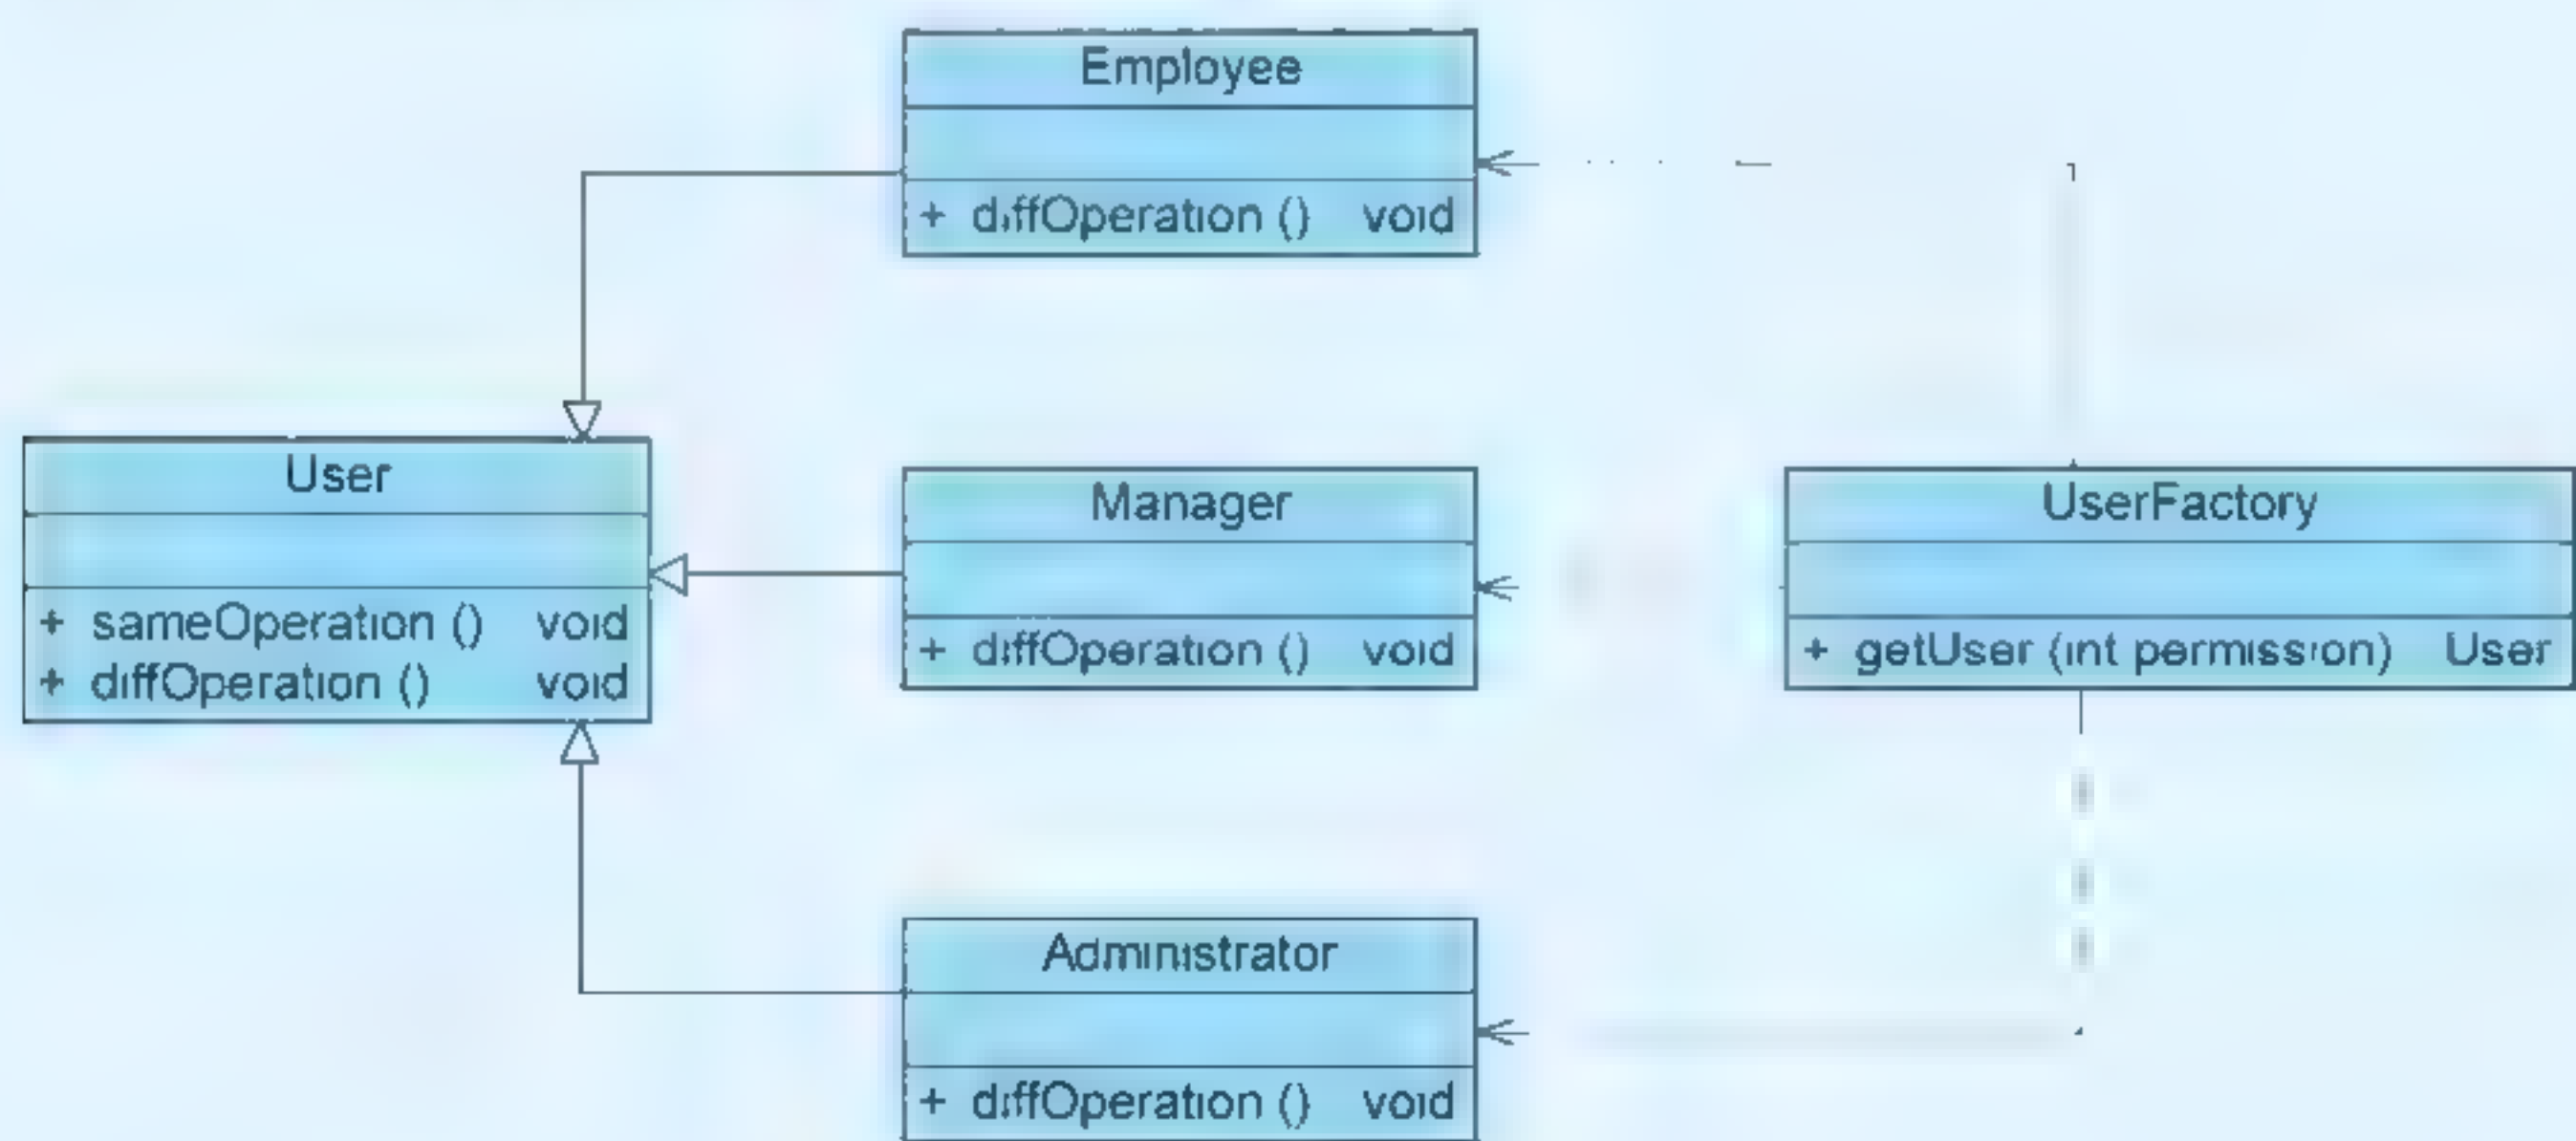 Employee
+ diffOperation () void
User
+ sameOperation () void
+ diffOperation () void
Manager
+ diffOperation () void
UserFactory
+ getUser (int permission) User
Administrator
+ diffOperation () void